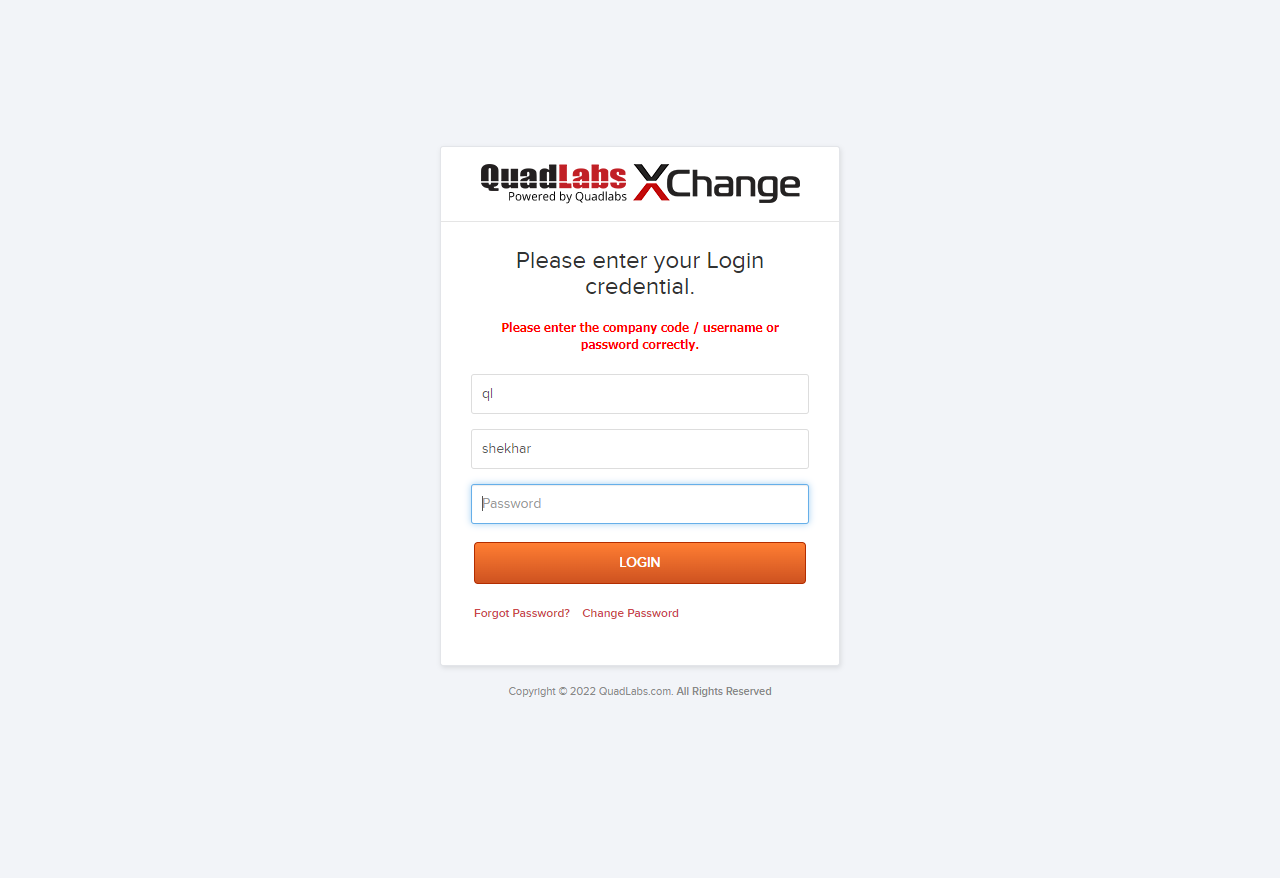 QuadLabs XChange
Powered by Quadlabs
Please enter your Login
credential.
Please enter the company code / username or
password correctly.
ql
shekhar
Password
LOGIN
Forgot Password? Change Password
Copyright © 2022 QuadLabs.com. All Rights Reserved